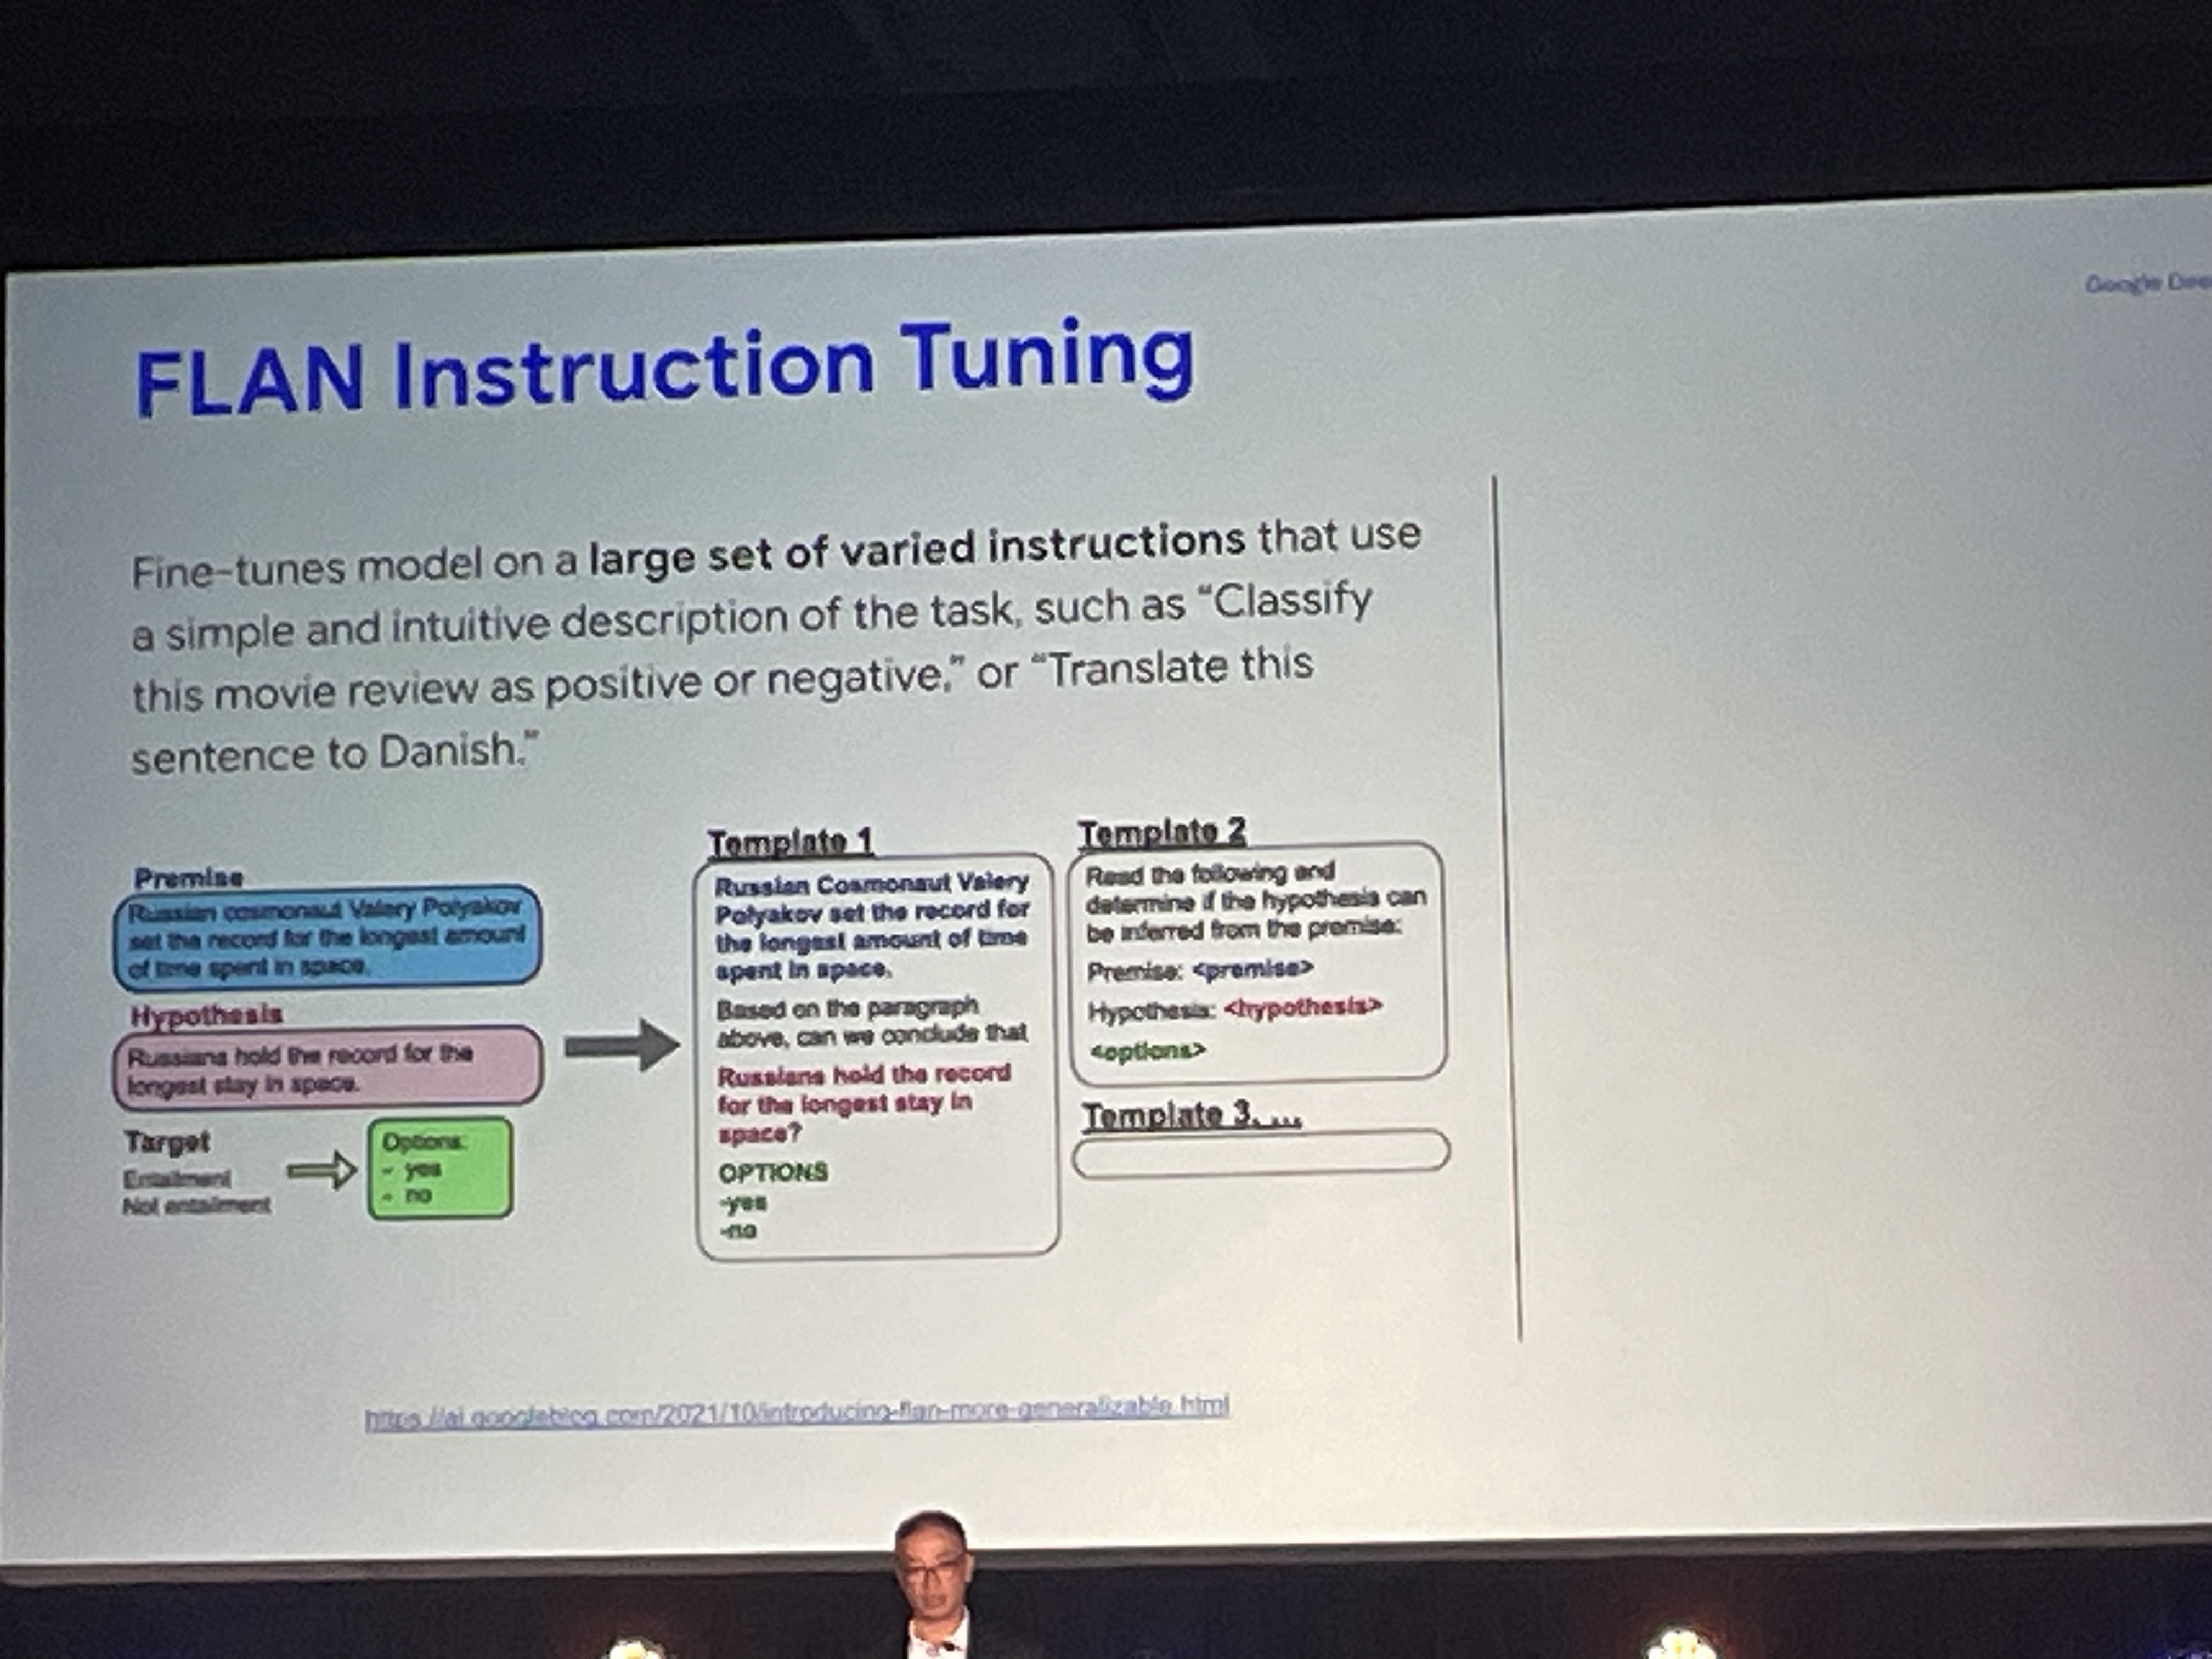 Google
FLAN Instruction Tuning
Fine-tunes model on a large set of varied instructions that use
a simple and intuitive description of the task, such as “Classify
this movie review as positive or negative,” or “Translate this
sentence to Danish.”
Premise
Russian cosmonaut Valery Polyakov
set the record for the longest amount
of time spent in space.
Hypothesis
Russians hold the record for the
longest stay in space.
Target
Entailment
Not entailment
Options:
- yes
- no
Template 1
Russian Cosmonaut Valery
Polyakov set the record for
the longest amount of time
spent in space.
Based on the paragraph
above, can we conclude that
Russians hold the record
for the longest stay in
space?
OPTIONS
-yes
-no
Template 2
Read the following and
determine if the hypothesis can
be inferred from the premise:
Premise: <premise>
Hypothesis: <hypothesis>
<options>
Template 3, ...
https://ai.googleblog.com/2021/10/introducing-flan-more-generalizable.html